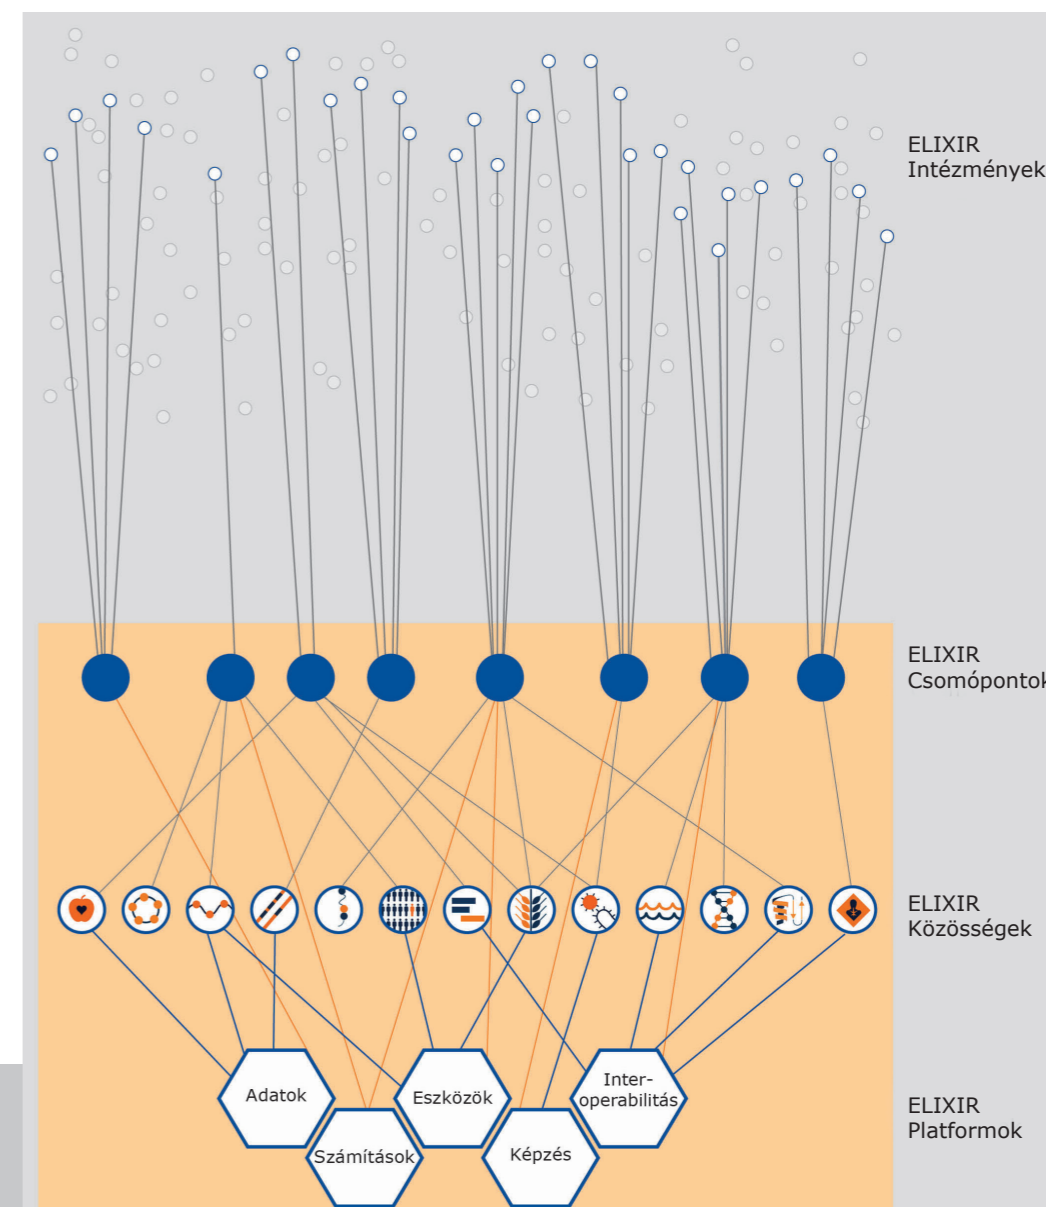 ELIXIR
Intézmények
ELIXIR
Csomópontok
ELIXIR
Közösségek
Adatok
Eszközök
Inter-
operabilitás
Számítások
Képzés
ELIXIR
Platformok